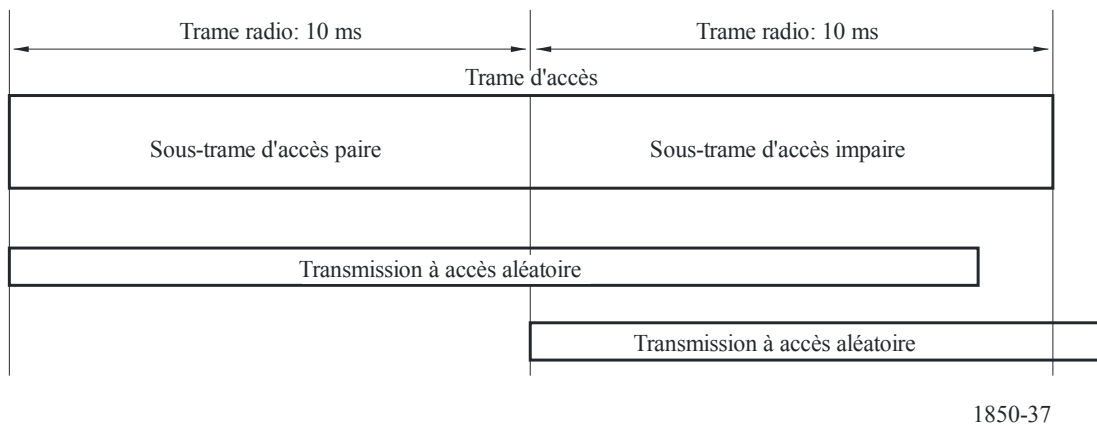 Trame radio: 10 ms
Trame radio: 10 ms
Trame d'accès
Sous-trame d'accès paire
Sous-trame d'accès impaire
Transmission à accès aléatoire
Transmission à accès aléatoire
1850-37